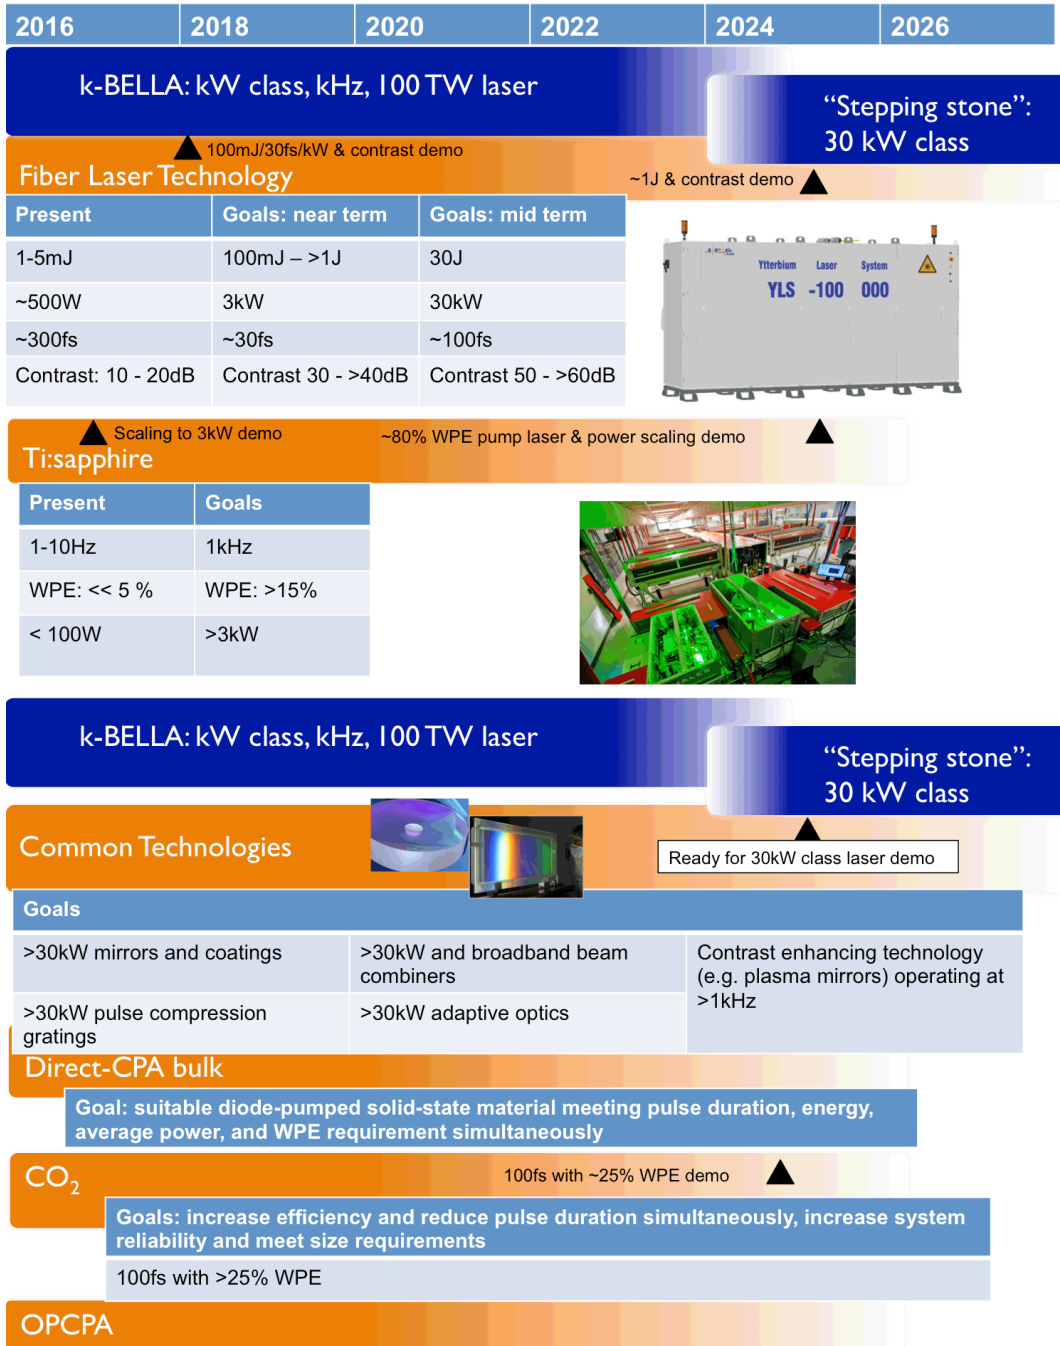 2016 2018 2020 2022 2024 2026
k-BELLA: kW class, kHz, 100 TW laser
"Stepping stone":
30 kW class
100mJ/30fs/kW & contrast demo
Fiber Laser Technology
~1J & contrast demo
Present Goals: near term Goals: mid term
1-5mJ 100mJ – >1J 30J
~500W 3kW 30kW
~300fs ~30fs ~100fs
Contrast: 10 - 20dB Contrast 30 - >40dB Contrast 50 - >60dB
Ytterbium Laser System
YLS -100 000
Scaling to 3kW demo
~80% WPE pump laser & power scaling demo
Ti:sapphire
Present Goals
1-10Hz 1kHz
WPE: << 5 % WPE: >15%
< 100W >3kW
k-BELLA: kW class, kHz, 100 TW laser
"Stepping stone":
30 kW class
Common Technologies
Ready for 30kW class laser demo
Goals
>30kW mirrors and coatings
>30kW and broadband beam
combiners
Contrast enhancing technology
(e.g. plasma mirrors) operating at
>1kHz
>30kW pulse compression
gratings
>30kW adaptive optics
Direct-CPA bulk
Goal: suitable diode-pumped solid-state material meeting pulse duration, energy,
average power, and WPE requirement simultaneously
CO2
100fs with ~25% WPE demo
Goals: increase efficiency and reduce pulse duration simultaneously, increase system
reliability and meet size requirements
100fs with >25% WPE
OPCPA